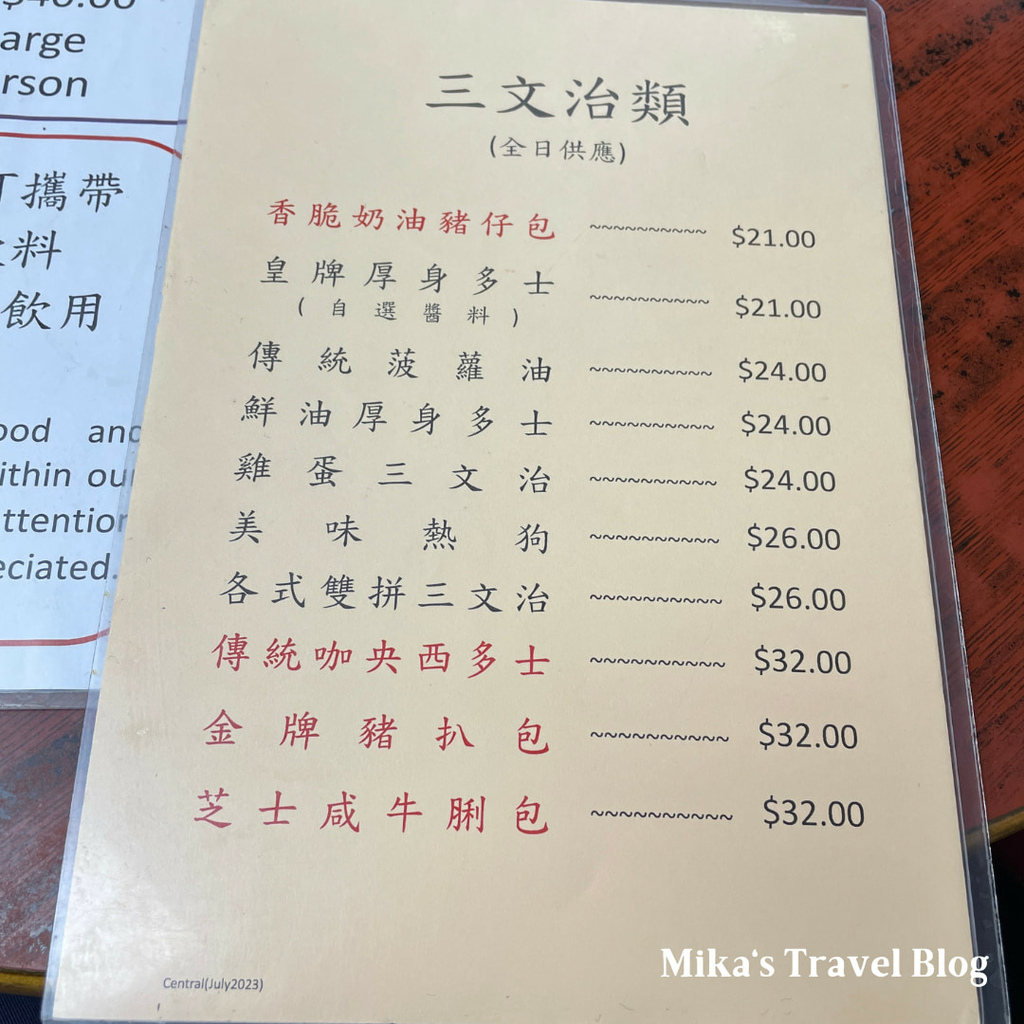 $40.00
arge
rson
攜帶
料
飲用
ood and
ithin our
ttention
eciated.
三文治類
(全日供應)
香脆奶油豬仔包 ~~~~~~~~~~ $21.00
皇牌厚身多士 ~~~~~~~~~~ $21.00
(自選醬料)
傳統菠蘿油 ~~~~~~~~~~ $24.00
鮮油厚身多士 ~~~~~~~~~~ $24.00
雞蛋三文治 ~~~~~~~~~~ $24.00
美味熱狗 ~~~~~~~~~~ $26.00
各式雙拼三文治 ~~~~~~~~~~ $26.00
傳統咖央西多士 ~~~~~~~~~~ $32.00
金牌豬扒包 ~~~~~~~~~~ $32.00
芝士咸牛脷包 ~~~~~~~~~~ $32.00
Central(July2023)
Mika's Travel Blog